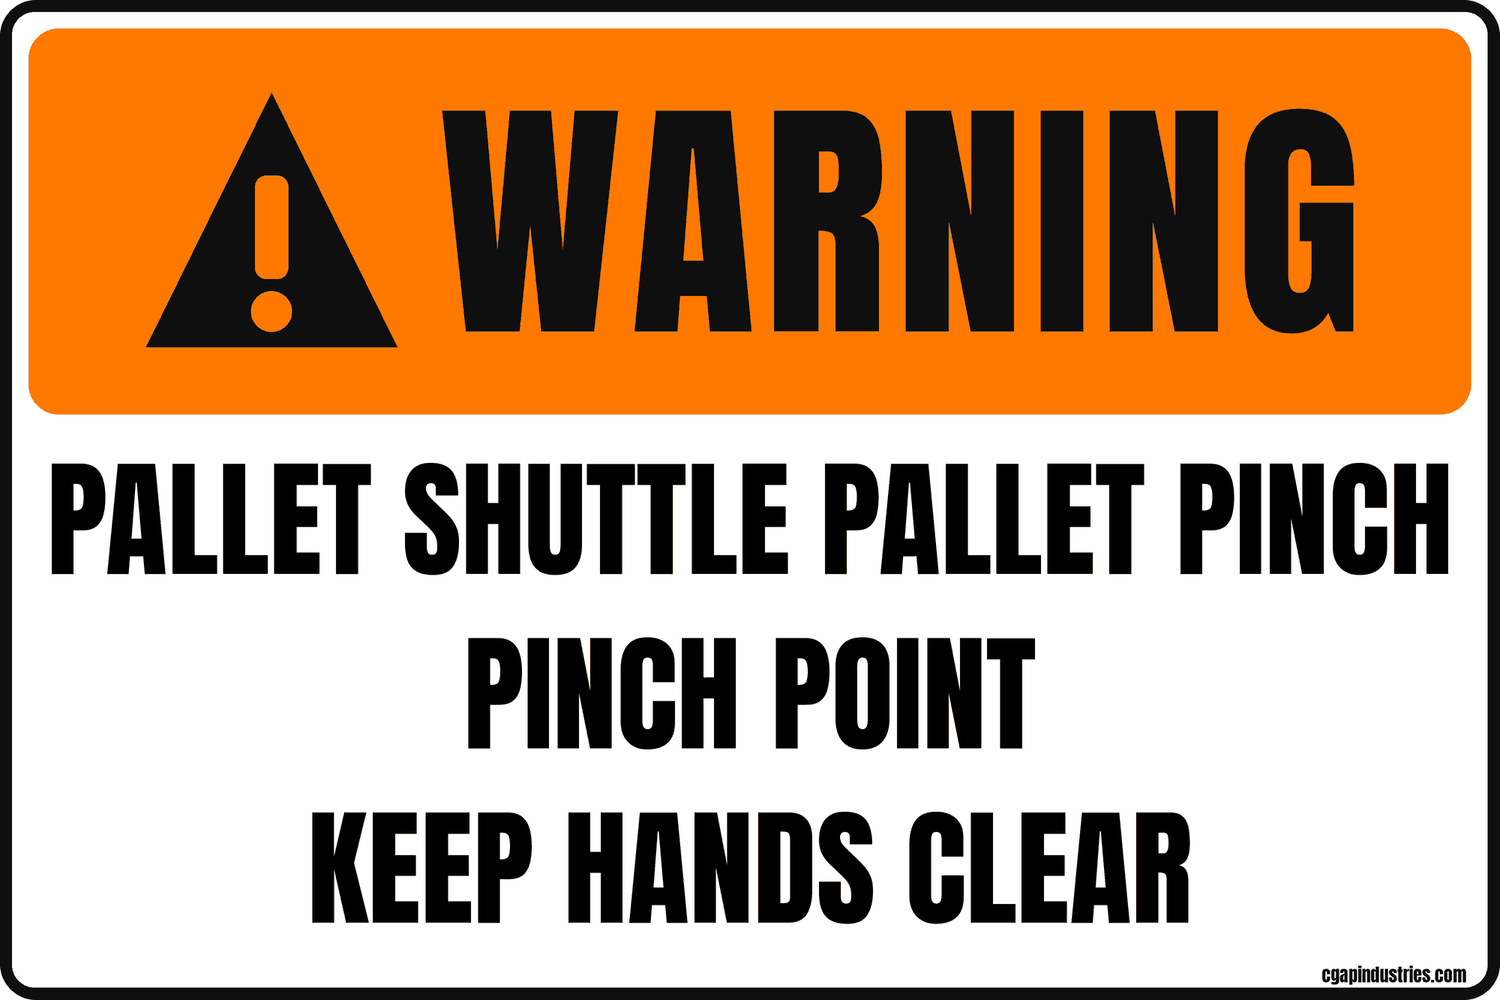 WARNING
PALLET SHUTTLE PALLET PINCH
PINCH POINT
KEEP HANDS CLEAR
cgapindustries.com